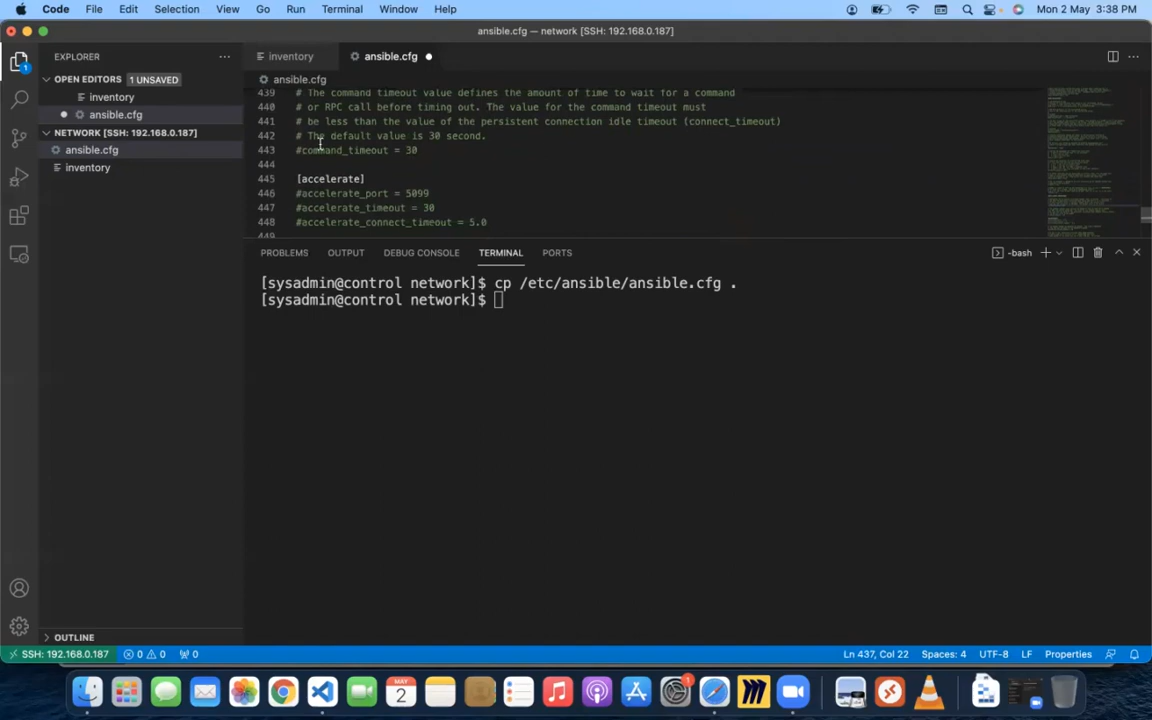 Code File Edit Selection View Go Run Terminal Window Help Mon 2 May 3:38 PM
ansible.cfg — network [SSH: 192.168.0.187]
EXPLORER
inventory
ansible.cfg
OPEN EDITORS 1 UNSAVED
inventory
ansible.cfg
NETWORK [SSH: 192.168.0.187]
ansible.cfg
inventory
ansible.cfg
439 # The command timeout value defines the amount of time to wait for a command
440 # or RPC call before timing out. The value for the command timeout must
441 # be less than the value of the persistent connection idle timeout (connect_timeout)
442 # The default value is 30 second.
443 #command_timeout = 30
444
445 [accelerate]
446 #accelerate_port = 5099
447 #accelerate_timeout = 30
448 #accelerate_connect_timeout = 5.0
449
PROBLEMS OUTPUT DEBUG CONSOLE TERMINAL PORTS
-bash
[sysadmin@control network]$ cp /etc/ansible/ansible.cfg .
[sysadmin@control network]$
OUTLINE
SSH: 192.168.0.187 0 0 0 Ln 437, Col 22 Spaces: 4 UTF-8 LF Properties